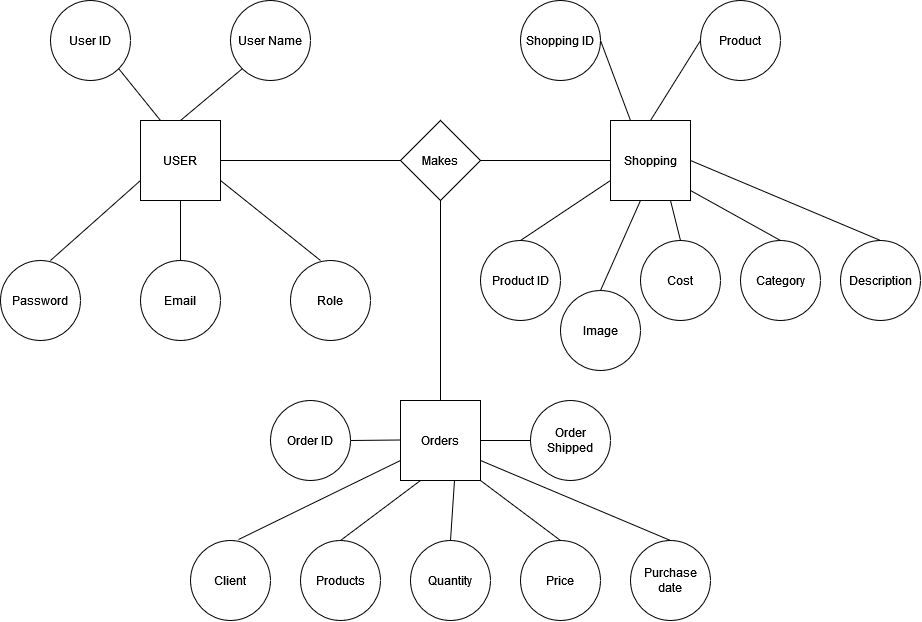 User ID
User Name
Shopping ID
Product
USER
Makes
Shopping
Password
Email
Role
Product ID
Image
Cost
Category
Description
Order ID
Orders
Order
Shipped
Client
Products
Quantity
Price
Purchase
date